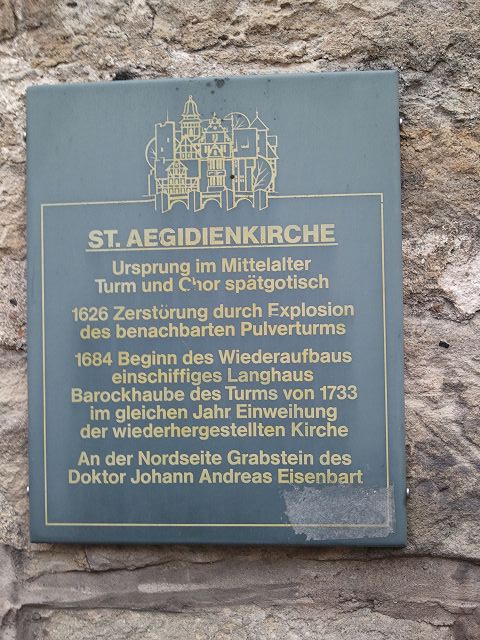 ST. AEGIDIENKIRCHE
Ursprung im Mittelalter
Turm und Chor spätgotisch
1626 Zerstörung durch Explosion
des benachbarten Pulverturms
1684 Beginn des Wiederaufbaus
einschiffiges Langhaus
Barockhaube des Turms von 1733
im gleichen Jahr Einweihung
der wiederhergestellten Kirche
An der Nordseite Grabstein des
Doktor Johann Andreas Eisenbart